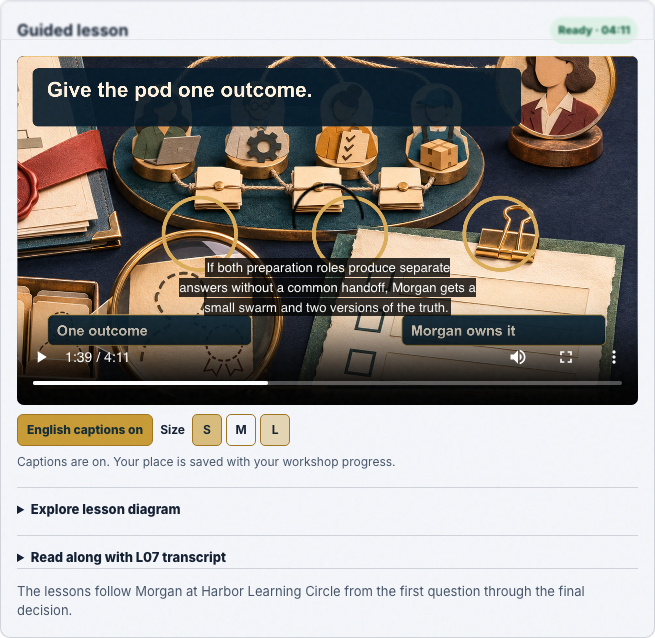 Guided lesson
Ready · 04:11
Give the pod one outcome.
If both preparation roles produce separate
answers without a common handoff, Morgan gets a
small swarm and two versions of the truth.
One outcome
Morgan owns it
1:39 / 4:11
English captions on
Size
S
M
L
Captions are on. Your place is saved with your workshop progress.
Explore lesson diagram
Read along with L07 transcript
The lessons follow Morgan at Harbor Learning Circle from the first question through the final
decision.